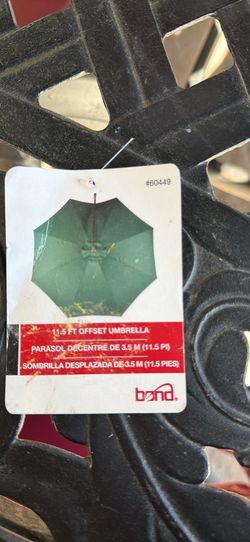 #60449
11.5 FT OFFSET UMBRELLA
PARASOL DÉCENTRÉ DE 3.5 M (11.5 PI)
SOMBRILLA DESPLAZADA DE 3.5 M (11.5 PIES)
bond